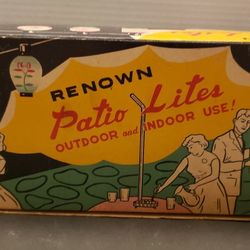 RENOWN
Patio Lites
OUTDOOR and INDOOR USE!